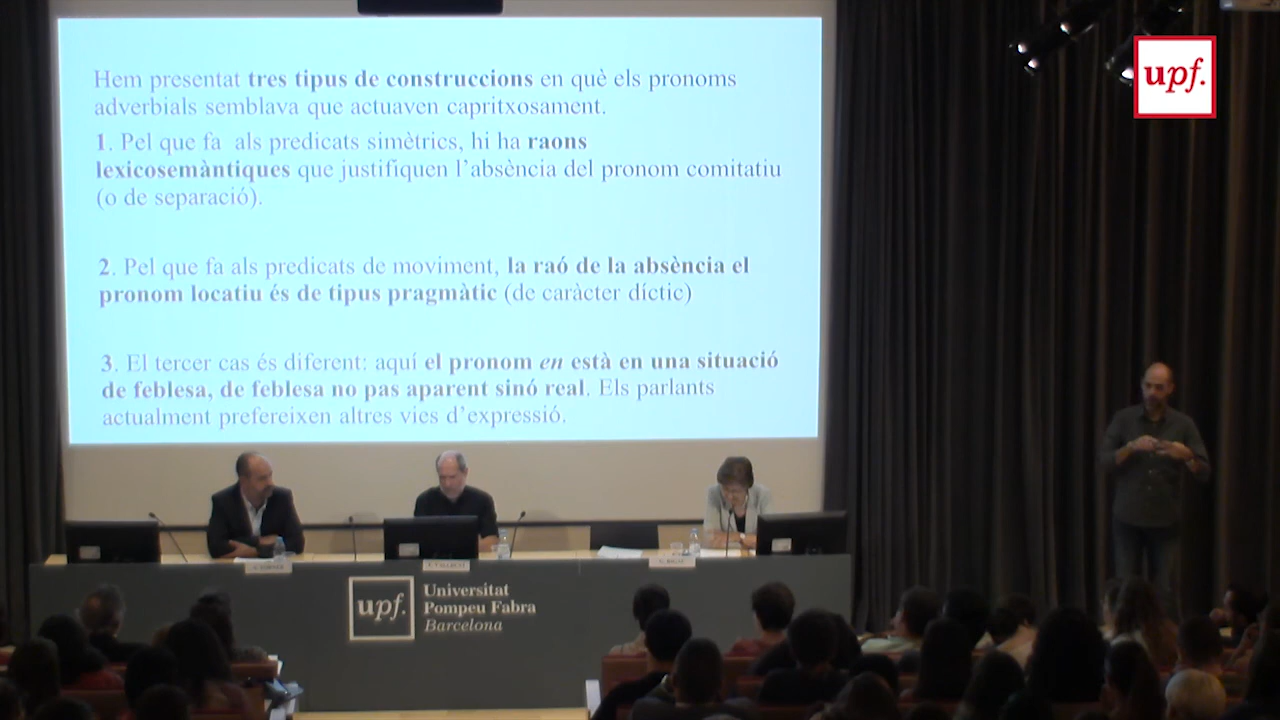 Hem presentat tres tipus de construccions en què els pronoms
adverbials semblava que actuaven capritxosament.
1. Pel que fa als predicats simètrics, hi ha raons
lexicosemàntiques que justifiquen l'absència del pronom comitatiu
(o de separació).
2. Pel que fa als predicats de moviment, la raó de la absència el
pronom locatiu és de tipus pragmàtic (de caràcter díctic)
3. El tercer cas és diferent: aquí el pronom en està en una situació
de feblesa, de feblesa no pas aparent sinó real. Els parlants
actualment prefereixen altres vies d'expressió.
upf.
upf.
Universitat
Pompeu Fabra
Barcelona